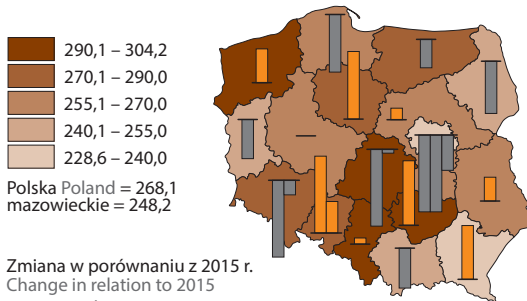 290,1 – 304,2
270,1 – 290,0
255,1 – 270,0
240,1 – 255,0
228,6 – 240,0
Polska Poland = 268,1
mazowieckie = 248,2
Zmiana w porównaniu z 2015 r.
Change in relation to 2015